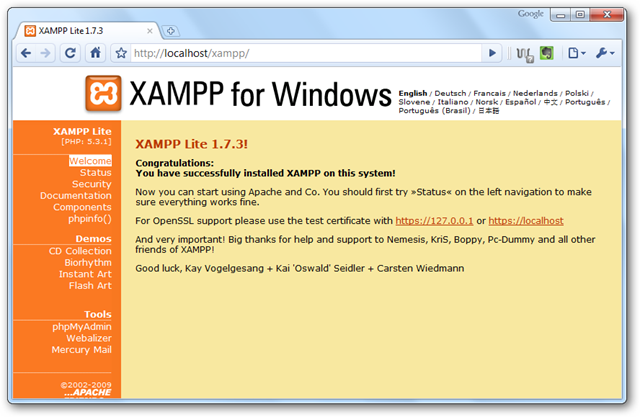 Google
XAMPP Lite 1.7.3
http://localhost/xampp/
XAMPP for Windows
English / Deutsch / Francais / Nederlands / Polski /
Slovene / Italiano / Norsk / Español / 中文 / Português /
Português (Brasil) / 日本語
XAMPP Lite
[PHP: 5.3.1]
Welcome
Status
Security
Documentation
Components
phpinfo()
Demos
CD Collection
Biorhythm
Instant Art
Flash Art
Tools
phpMyAdmin
Webalizer
Mercury Mail
©2002-2009
...APACHE
XAMPP Lite 1.7.3!
Congratulations:
You have successfully installed XAMPP on this system!
Now you can start using Apache and Co. You should first try »Status« on the left navigation to make
sure everything works fine.
For OpenSSL support please use the test certificate with https://127.0.0.1 or https://localhost
And very important! Big thanks for help and support to Nemesis, KriS, Boppy, Pc-Dummy and all other
friends of XAMPP!
Good luck, Kay Vogelgesang + Kai 'Oswald' Seidler + Carsten Wiedmann